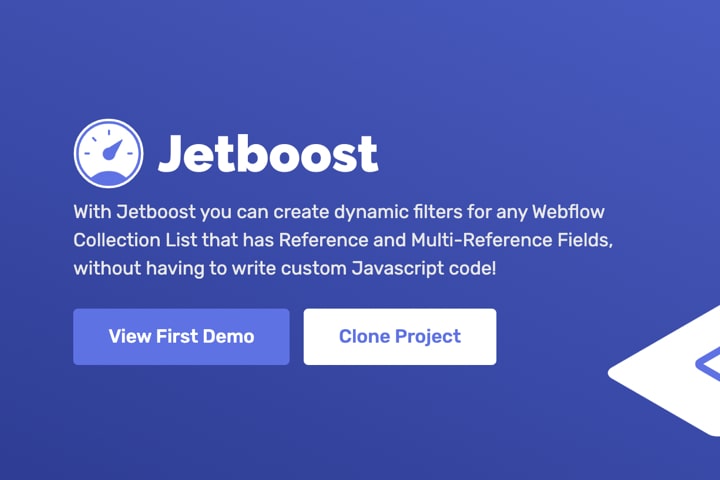 Jetboost
With Jetboost you can create dynamic filters for any Webflow
Collection List that has Reference and Multi-Reference Fields,
without having to write custom Javascript code!
View First Demo
Clone Project